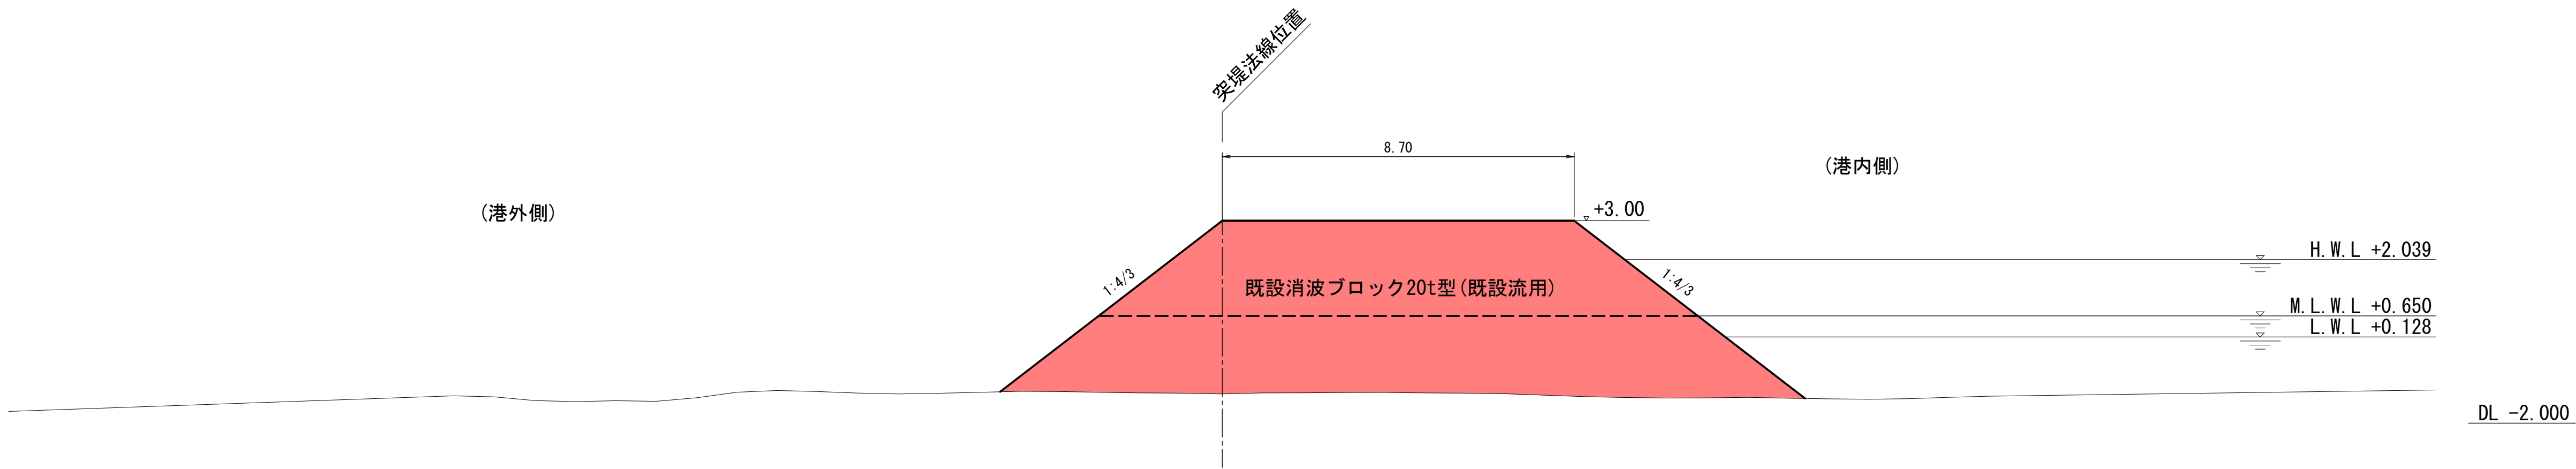 突堤法線位置
8.70
(港内側)
(港外側)
+3.00
H.W.L +2.039
1:4/3
1:4/3
既設消波ブロック20t型(既設流用)
M.L.W.L +0.650
L.W.L +0.128
DL -2.000